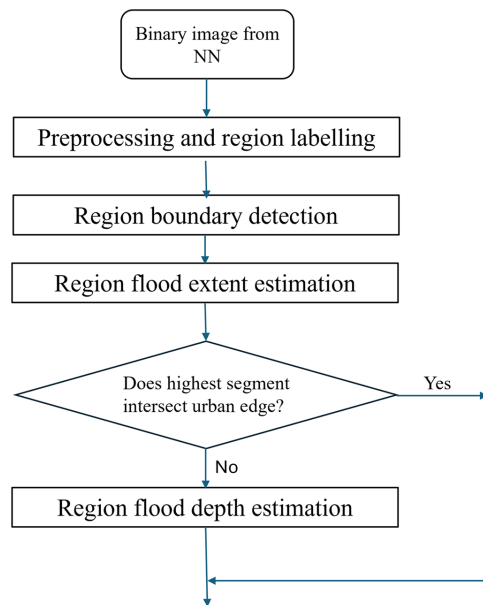 Binary image from
NN
Preprocessing and region labelling
Region boundary detection
Region flood extent estimation
Does highest segment
intersect urban edge?
Yes
No
Region flood depth estimation